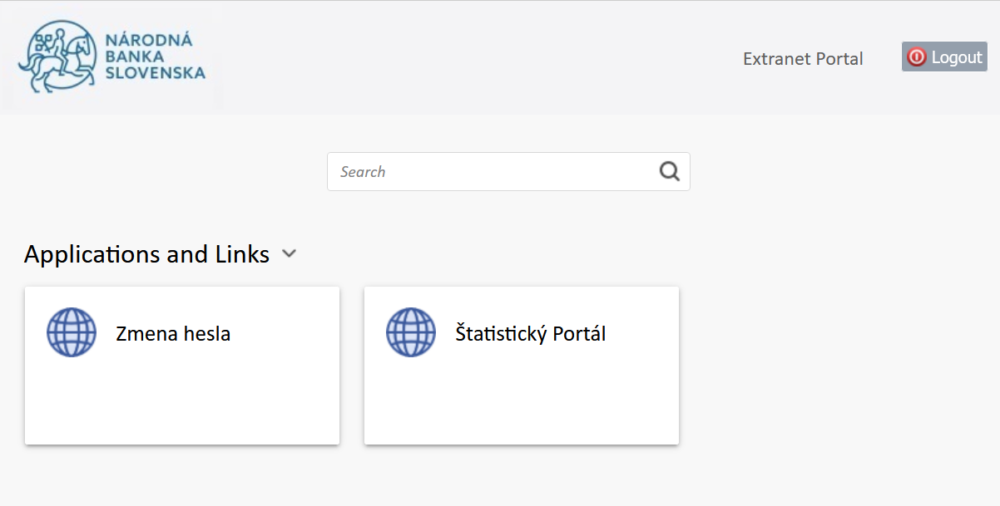 NÁRODNÁ
BANKA
SLOVENSKA
Extranet Portal
Logout
Search
Applications and Links
Zmena hesla
Štatistický Portál